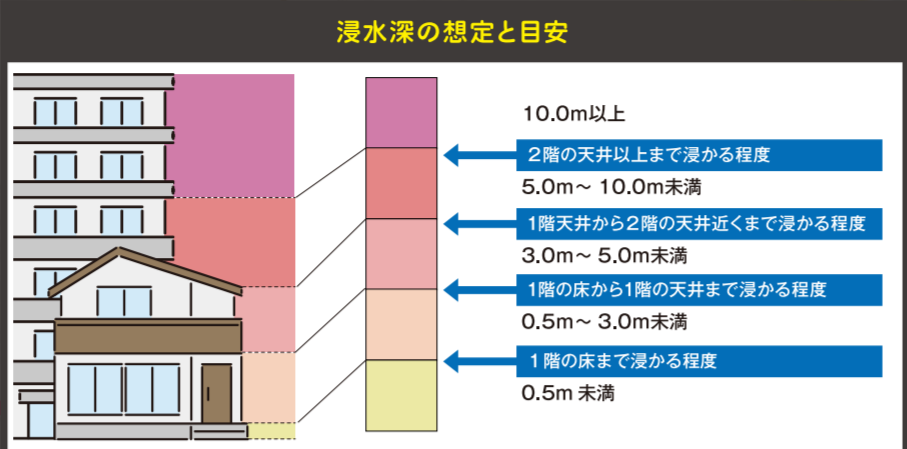 浸水深の想定と目安
10.0m以上
2階の天井以上まで浸かる程度
5.0m～ 10.0m未満
1階天井から2階の天井近くまで浸かる程度
3.0m～ 5.0m未満
1階の床から1階の天井まで浸かる程度
0.5m～ 3.0m未満
1階の床まで浸かる程度
0.5m 未満